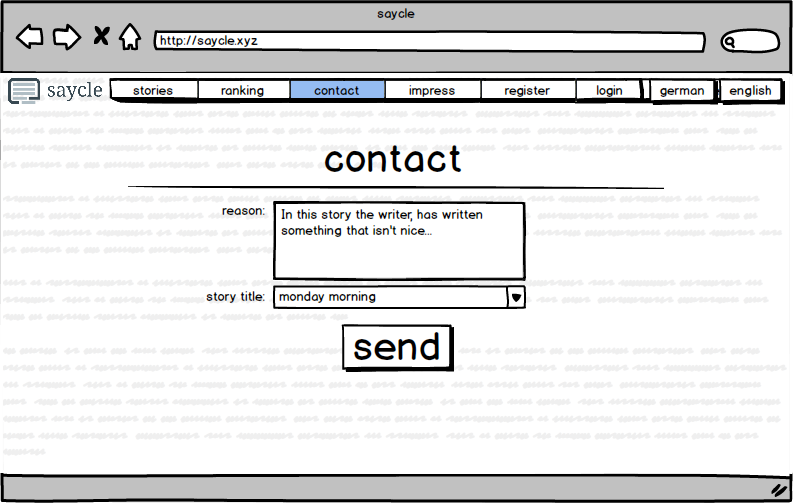 saycle
http://saycle.xyz
saycle stories ranking contact impress register login german english
contact
reason: In this story the writer, has written
something that isn't nice...
story title: monday morning
send